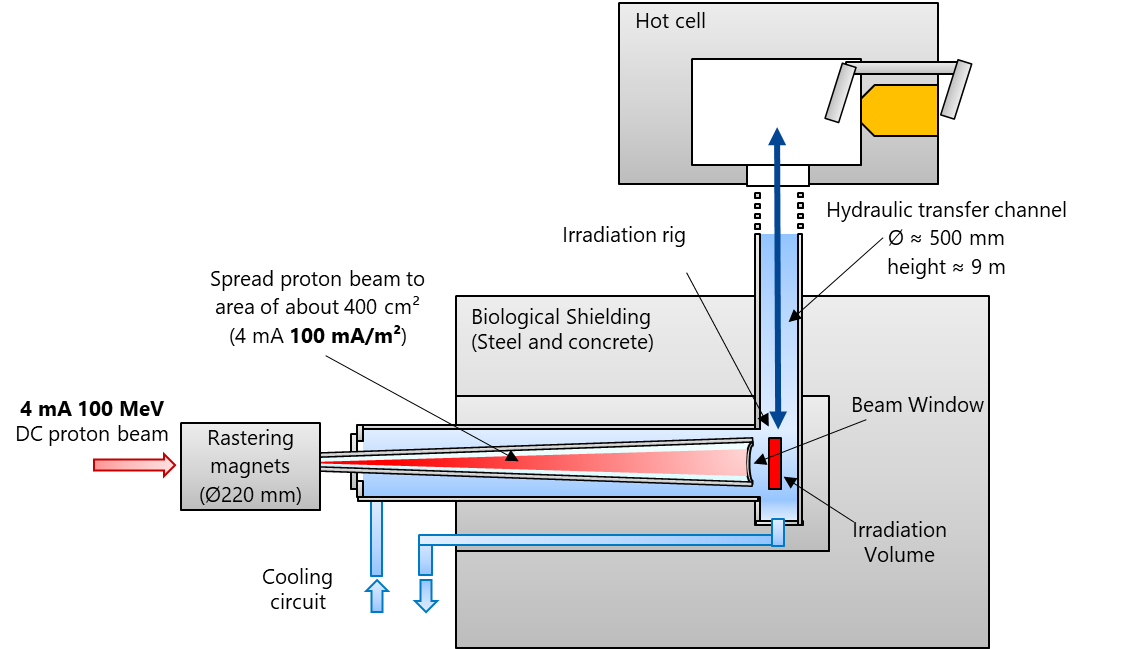 Hot cell
Hydraulic transfer channel
Ø ≈ 500 mm
height ≈ 9 m
Irradiation rig
Spread proton beam to
area of about 400 cm²
(4 mA 100 mA/m²)
Biological Shielding
(Steel and concrete)
4 mA 100 MeV
DC proton beam
Rastering
magnets
(Ø220 mm)
Beam Window
Irradiation
Volume
Cooling
circuit